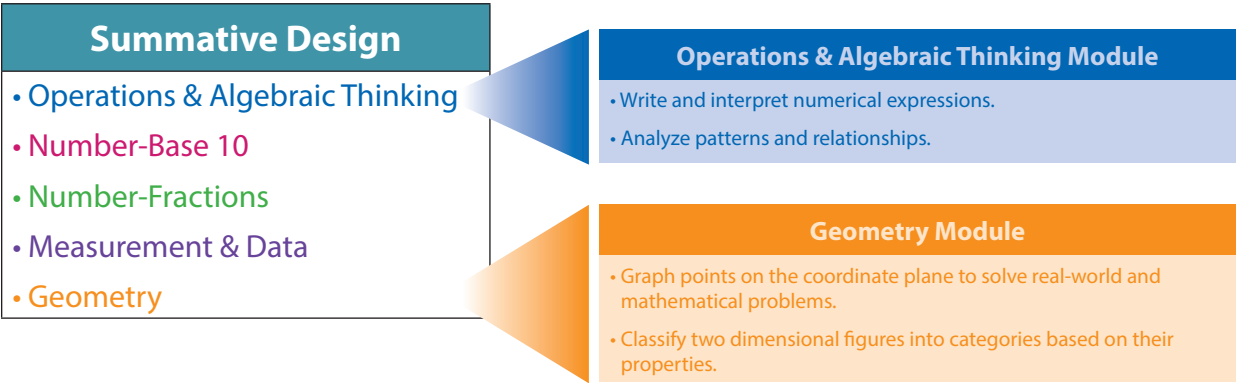 Summative Design
• Operations & Algebraic Thinking
• Number-Base 10
• Number-Fractions
• Measurement & Data
• Geometry
Operations & Algebraic Thinking Module
• Write and interpret numerical expressions.
• Analyze patterns and relationships.
Geometry Module
• Graph points on the coordinate plane to solve real-world and
mathematical problems.
• Classify two dimensional figures into categories based on their
properties.